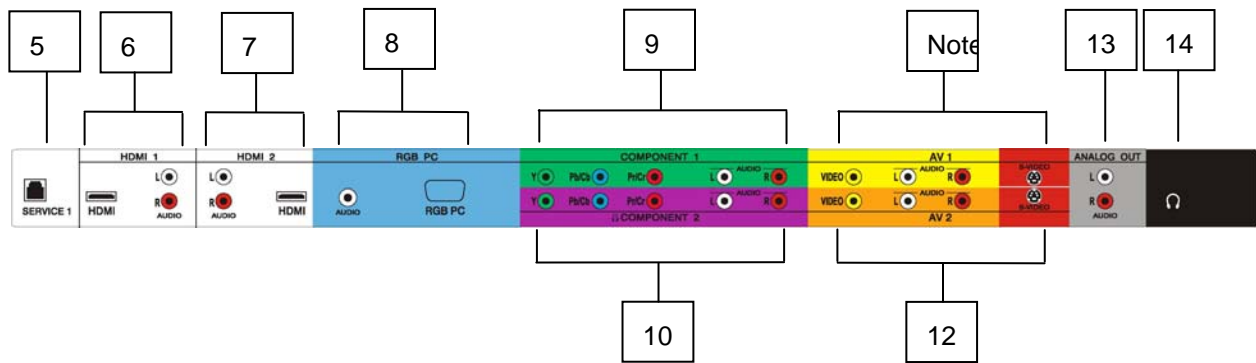 5
6
7
8
9
Note
13
14
HDMI 1
HDMI 2
RGB PC
COMPONENT 1
AV 1
ANALOG OUT
SERVICE 1
HDMI
L
R
AUDIO
L
R
AUDIO
HDMI
AUDIO
RGB PC
Y Pb/Cb Pr/Cr L AUDIO R
Y Pb/Cb Pr/Cr L AUDIO R
COMPONENT 2
VIDEO L AUDIO R
VIDEO L AUDIO R
AV 2
S-VIDEO
S-VIDEO
L
R
AUDIO
10
12